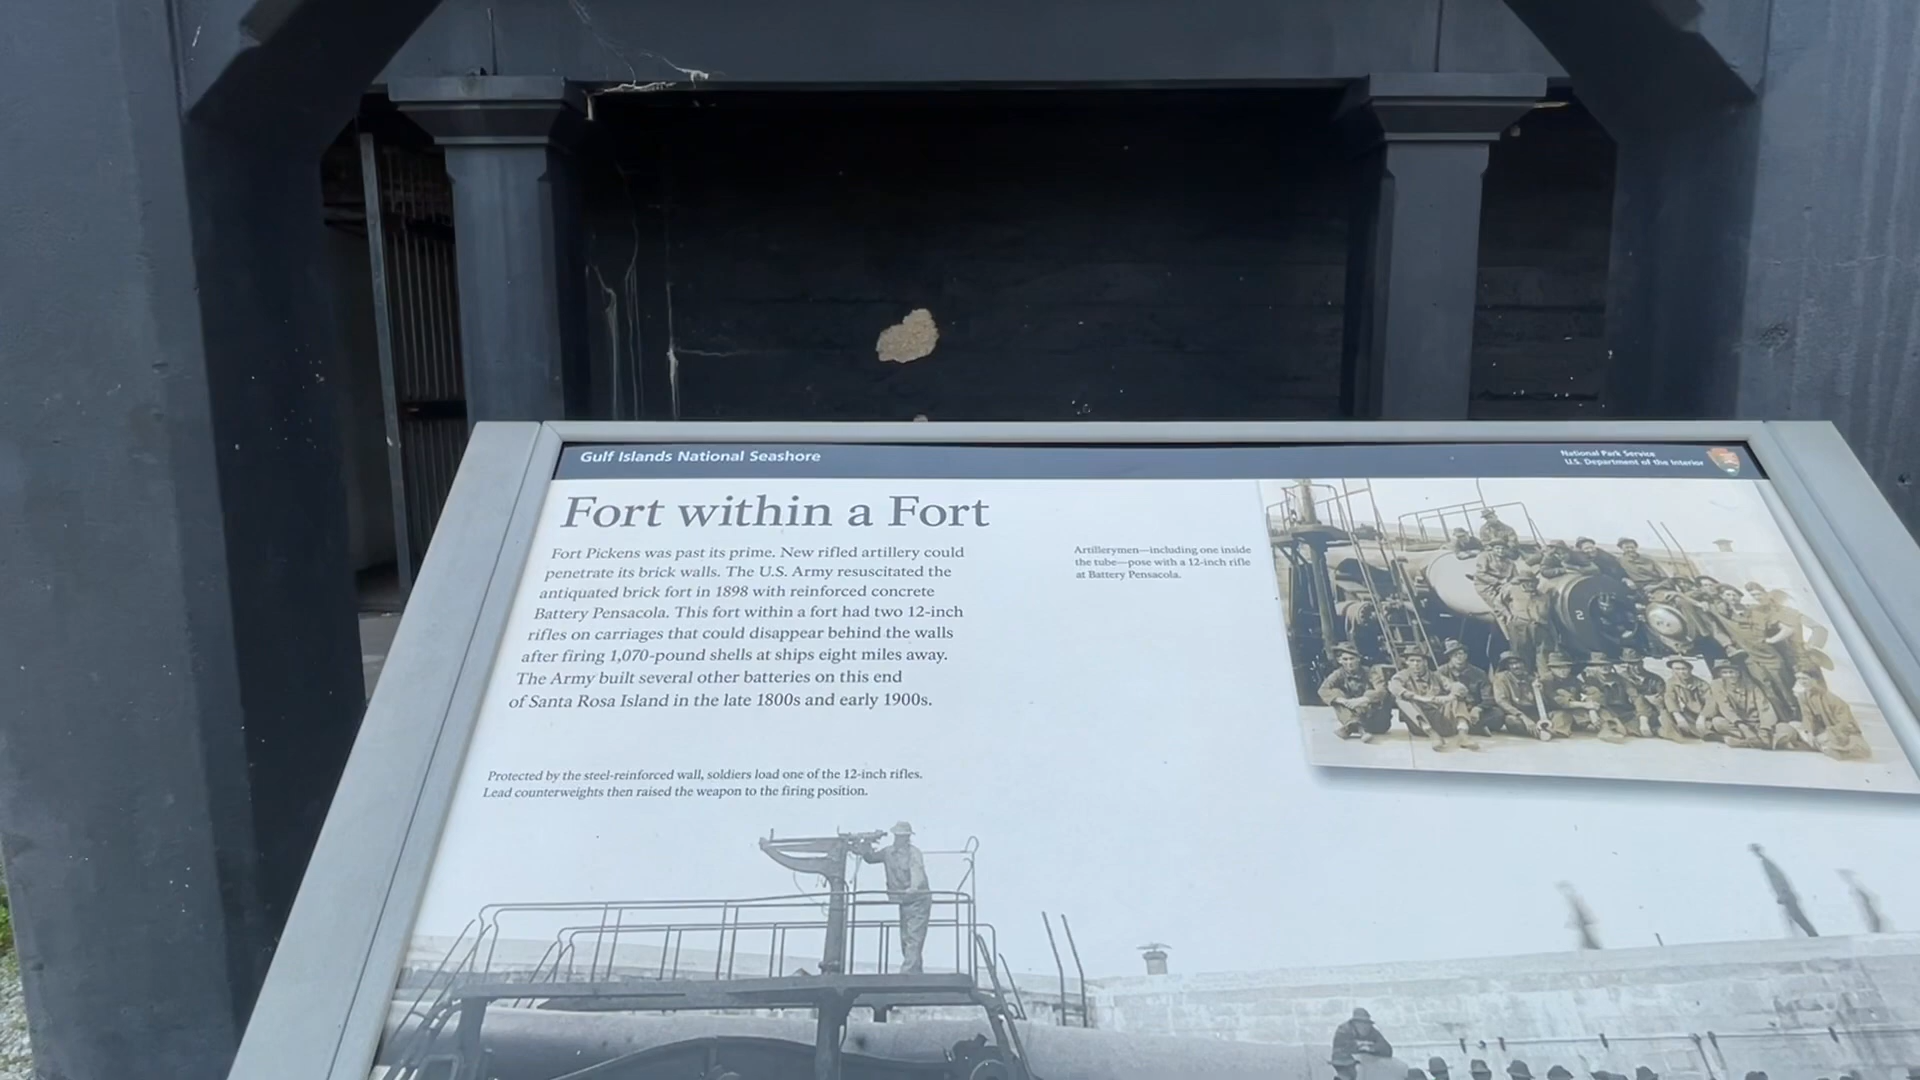 Gulf Islands National Seashore
National Park Service
U.S. Department of the Interior
Fort within a Fort
Fort Pickens was past its prime. New rifled artillery could
penetrate its brick walls. The U.S. Army resuscitated the
antiquated brick fort in 1898 with reinforced concrete
Battery Pensacola. This fort within a fort had two 12-inch
rifles on carriages that could disappear behind the walls
after firing 1,070-pound shells at ships eight miles away.
The Army built several other batteries on this end
of Santa Rosa Island in the late 1800s and early 1900s.
Artillerymen—including one inside
the tube—pose with a 12-inch rifle
at Battery Pensacola.
2
Protected by the steel-reinforced wall, soldiers load one of the 12-inch rifles.
Lead counterweights then raised the weapon to the firing position.